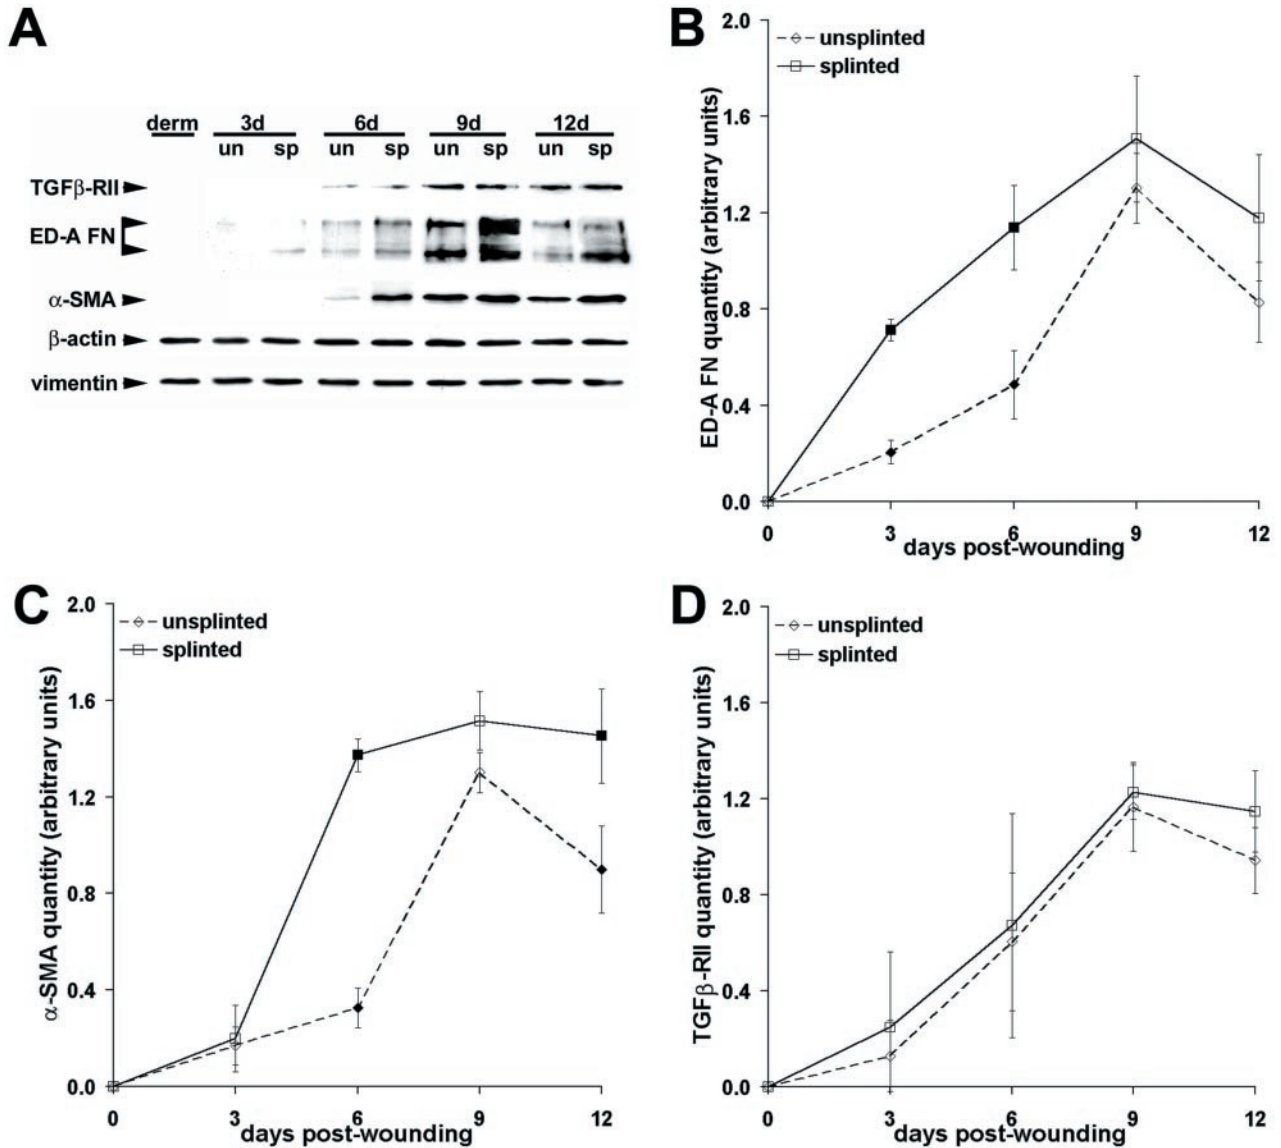 A
derm 3d 6d 9d 12d
un sp un sp un sp un sp
TGFβ-RII
ED-A FN
α-SMA
β-actin
vimentin
B
unsplinted
splinted
ED-A FN quantity (arbitrary units)
2.0
1.6
1.2
0.8
0.4
0.0
0 3 6 9 12
days post-wounding
C
unsplinted
splinted
α-SMA quantity (arbitrary units)
2.0
1.6
1.2
0.8
0.4
0.0
0 3 6 9 12
days post-wounding
D
unsplinted
splinted
TGFβ-RII quantity (arbitrary units)
2.0
1.6
1.2
0.8
0.4
0.0
0 3 6 9 12
days post-wounding